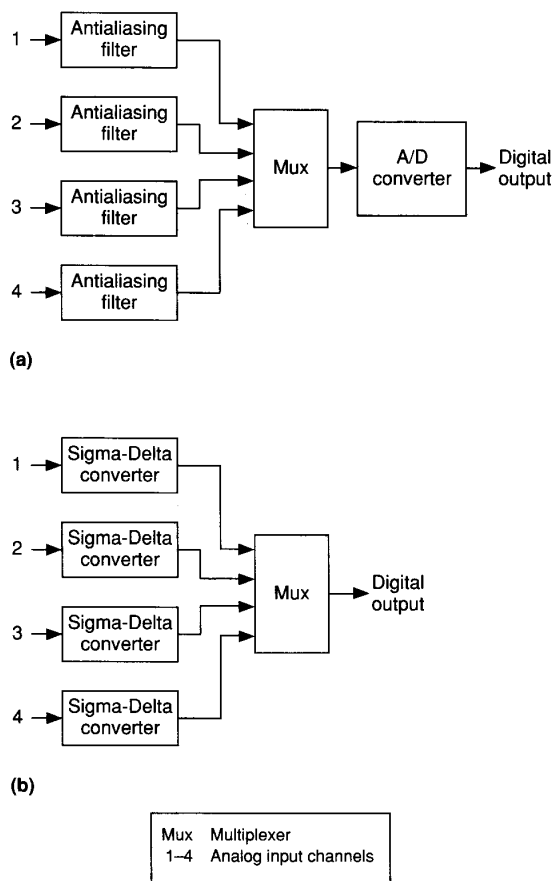 1
Antialiasing
filter
2
Antialiasing
filter
3
Antialiasing
filter
4
Antialiasing
filter
Mux
A/D
converter
Digital
output
(a)
1
Sigma-Delta
converter
2
Sigma-Delta
converter
3
Sigma-Delta
converter
4
Sigma-Delta
converter
Mux
Digital
output
(b)
Mux Multiplexer
1–4 Analog input channels